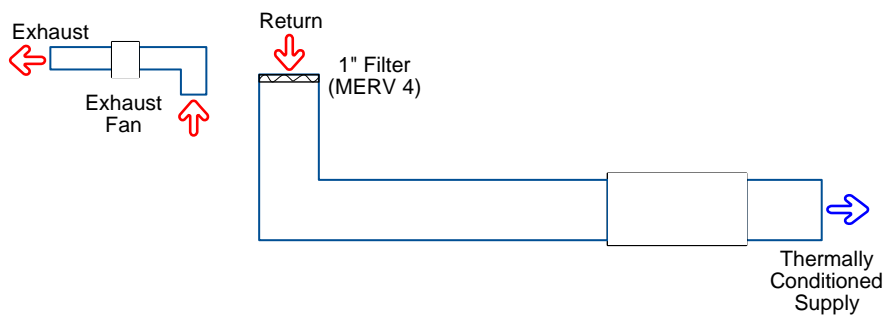 Exhaust
Exhaust
Fan
Return
1" Filter
(MERV 4)
Thermally
Conditioned
Supply